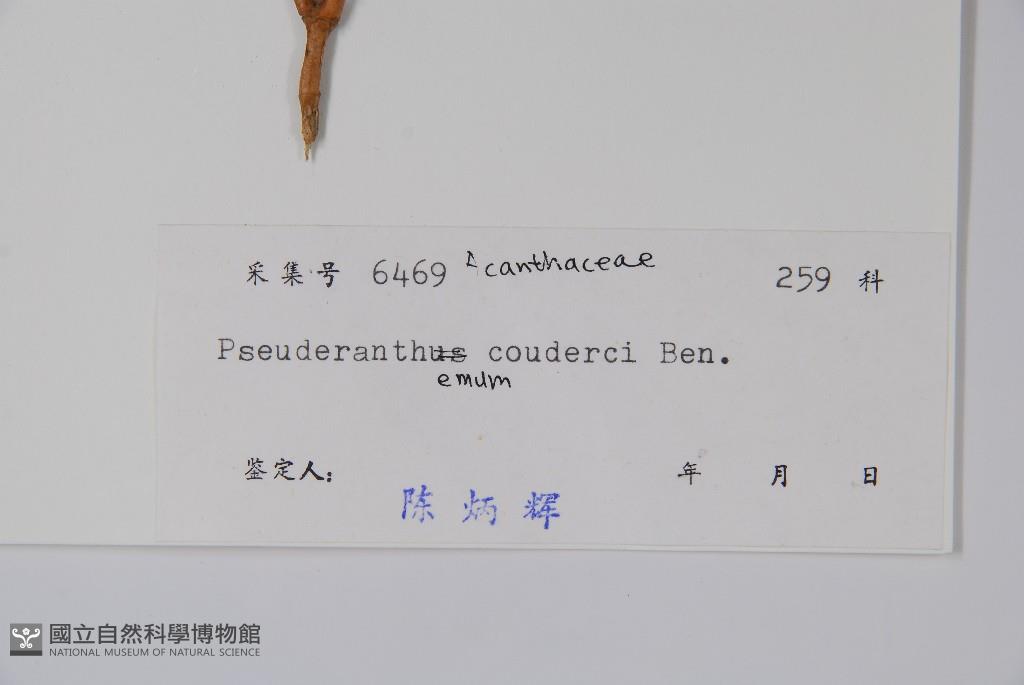 采集号 6469 Acanthaceae 259 科
Pseuderanthus couderci Ben.
emum
鉴定人: 年 月 日
陈炳辉
國立自然科學博物館
NATIONAL MUSEUM OF NATURAL SCIENCE